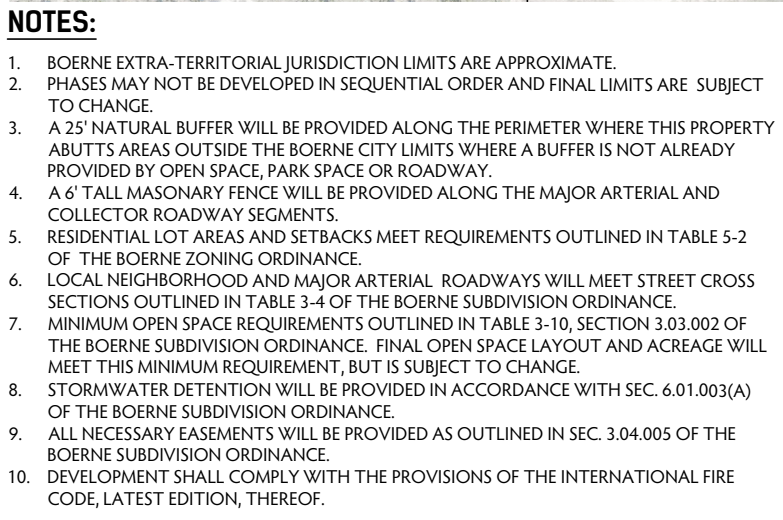 NOTES:
1. BOERNE EXTRA-TERRITORIAL JURISDICTION LIMITS ARE APPROXIMATE.
2. PHASES MAY NOT BE DEVELOPED IN SEQUENTIAL ORDER AND FINAL LIMITS ARE SUBJECT
TO CHANGE.
3. A 25' NATURAL BUFFER WILL BE PROVIDED ALONG THE PERIMETER WHERE THIS PROPERTY
ABUTTS AREAS OUTSIDE THE BOERNE CITY LIMITS WHERE A BUFFER IS NOT ALREADY
PROVIDED BY OPEN SPACE, PARK SPACE OR ROADWAY.
4. A 6' TALL MASONARY FENCE WILL BE PROVIDED ALONG THE MAJOR ARTERIAL AND
COLLECTOR ROADWAY SEGMENTS.
5. RESIDENTIAL LOT AREAS AND SETBACKS MEET REQUIREMENTS OUTLINED IN TABLE 5-2
OF THE BOERNE ZONING ORDINANCE.
6. LOCAL NEIGHBORHOOD AND MAJOR ARTERIAL ROADWAYS WILL MEET STREET CROSS
SECTIONS OUTLINED IN TABLE 3-4 OF THE BOERNE SUBDIVISION ORDINANCE.
7. MINIMUM OPEN SPACE REQUIREMENTS OUTLINED IN TABLE 3-10, SECTION 3.03.002 OF
THE BOERNE SUBDIVISION ORDINANCE. FINAL OPEN SPACE LAYOUT AND ACREAGE WILL
MEET THIS MINIMUM REQUIREMENT, BUT IS SUBJECT TO CHANGE.
8. STORMWATER DETENTION WILL BE PROVIDED IN ACCORDANCE WITH SEC. 6.01.003(A)
OF THE BOERNE SUBDIVISION ORDINANCE.
9. ALL NECESSARY EASEMENTS WILL BE PROVIDED AS OUTLINED IN SEC. 3.04.005 OF THE
BOERNE SUBDIVISION ORDINANCE.
10. DEVELOPMENT SHALL COMPLY WITH THE PROVISIONS OF THE INTERNATIONAL FIRE
CODE, LATEST EDITION, THEREOF.